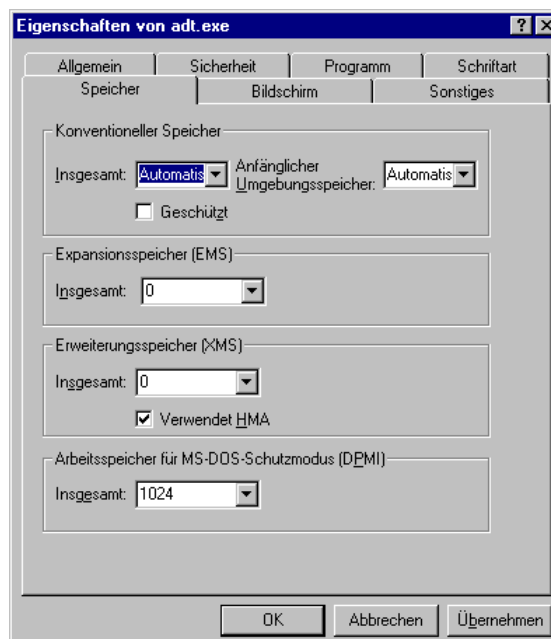 Eigenschaften von adt.exe
Allgemein Sicherheit Programm Schriftart
Speicher Bildschirm Sonstiges
Konventioneller Speicher
Insgesamt: Automatis Anfänglicher Umgebungsspeicher: Automatis
Geschützt
Expansionsspeicher (EMS)
Insgesamt: 0
Erweiterungsspeicher (XMS)
Insgesamt: 0
Verwendet HMA
Arbeitsspeicher für MS-DOS-Schutzmodus (DPMI)
Insgesamt: 1024
OK Abbrechen Übernehmen